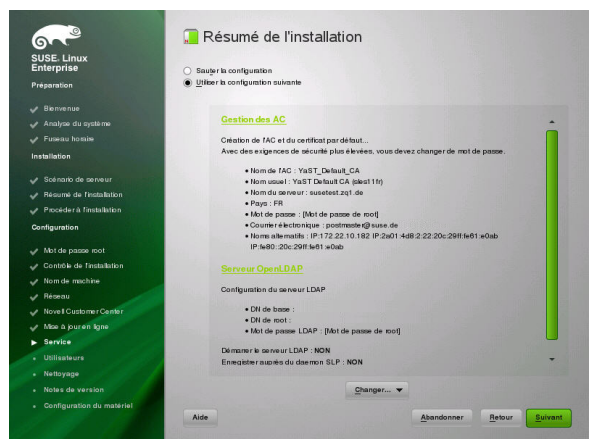 SUSE. Linux
Enterprise
Préparation
Bienvenue
Analyse du système
Fuseau horaire
Installation
Scénario de serveur
Résumé de l'installation
Procéder à l'installation
Configuration
Mot de passe root
Contrôle de l'installation
Nom de machine
Réseau
Novell Customer Center
Mise à jour en ligne
Service
Utilisateurs
Nettoyage
Notes de version
Configuration du matériel
Résumé de l'installation
Sauter la configuration
Utiliser la configuration suivante
Gestion des AC
Création de l'AC et du certificat par défaut...
Avec des exigences de sécurité plus élevées, vous devez changer de mot de passe.
Nom de l'AC : YaST_Default_CA
Nom usuel : YaST Default CA (sles11fr)
Nom du serveur : susetest.zq1.de
Pays : FR
Mot de passe : [Mot de passe de root]
Courrier électronique : postmaster@suse.de
Noms alternatifs : IP:172.22.10.182 IP:2a01:4d8:2:22:20c:29ff:fe61:e0ab
IP:fe80::20c:29ff:fe61:e0ab
Serveur OpenLDAP
Configuration du serveur LDAP
DN de base :
DN de root :
Mot de passe LDAP : [Mot de passe de root]
Démarrer le serveur LDAP : NON
Enregistrer auprès du daemon SLP : NON
Changer...
Aide
Abandonner
Retour
Suivant